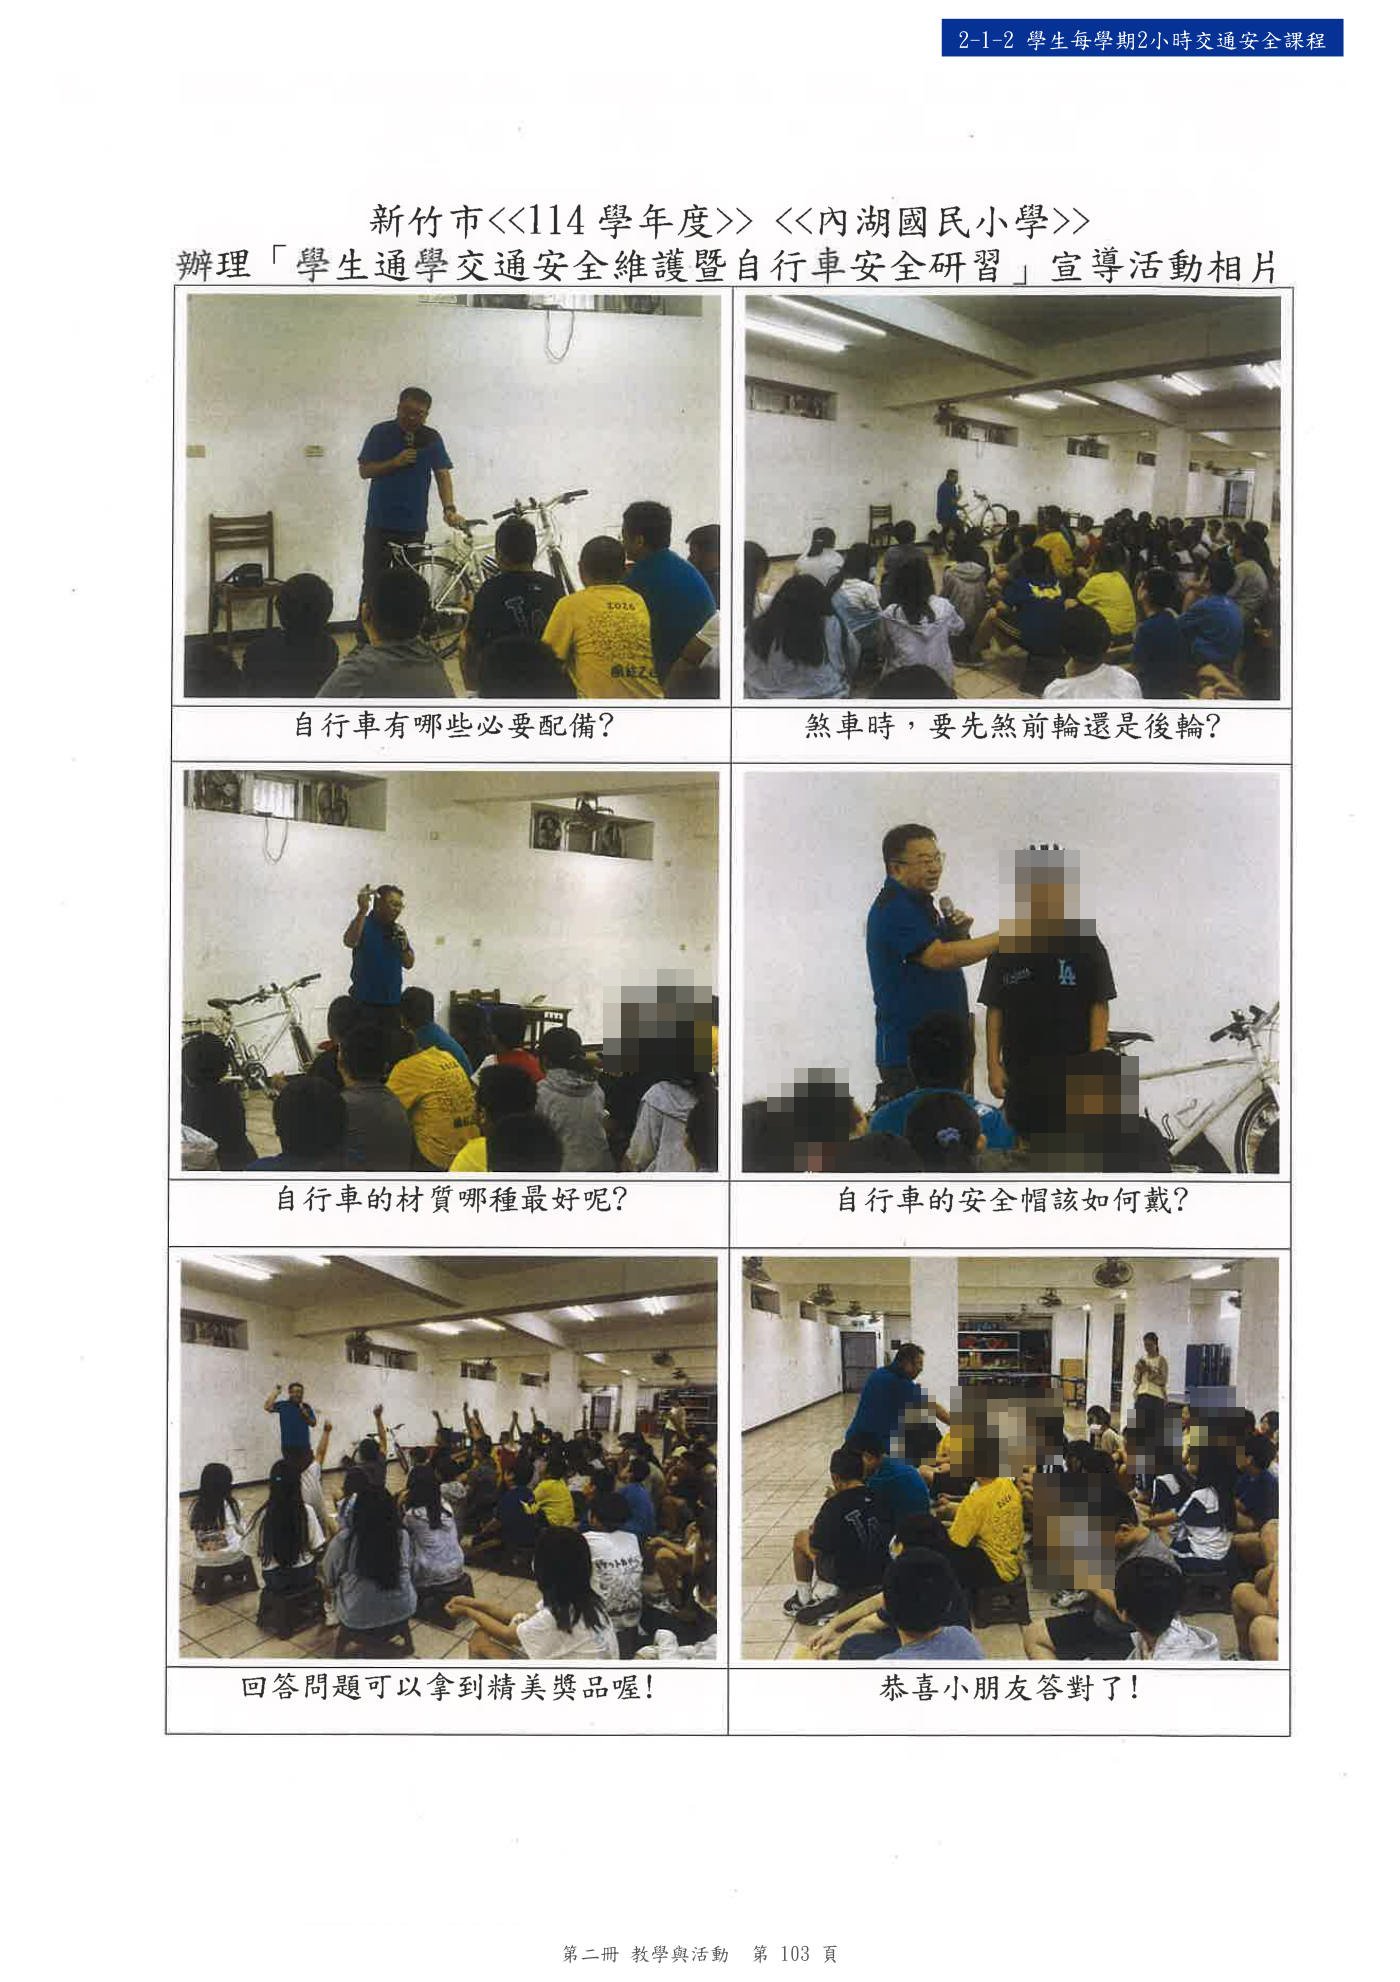 2-1-2 學生每學期2小時交通安全課程
新竹市<<114 學年度>> <<內湖國民小學>>
辦理「學生通學交通安全維護暨自行車安全研習」宣導活動相片
2026
LA
自行車有哪些必要配備?
煞車時，要先煞前輪還是後輪?
LA
自行車的材質哪種最好呢?
自行車的安全帽該如何戴?
回答問題可以拿到精美獎品喔!
恭喜小朋友答對了!
第二冊 教學與活動 第 103 頁